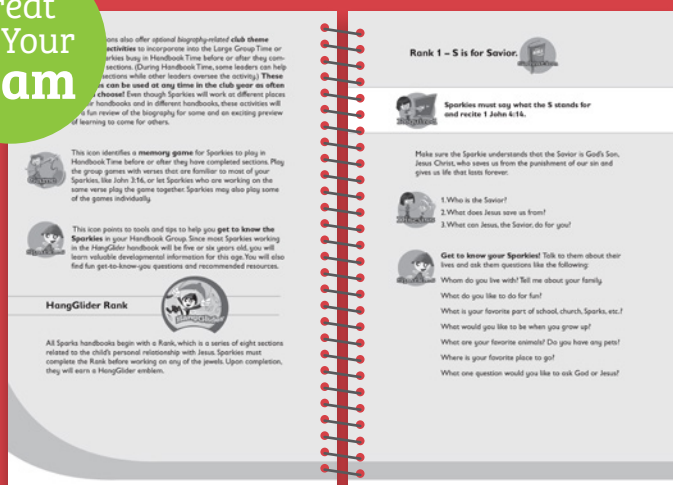 reat
Your
am
ns also offer optional biography-related club theme
activities to incorporate into the Large Group Time or
arkies busy in Handbook Time before or after they com-
sections. (During Handbook Time, some leaders can help
sections while other leaders oversee the activity.) These
s can be used at any time in the club year as often
choose! Even though Sparkies will work at different places
ir handbooks and in different handbooks, these activities will
a fun review of the biography for some and an exciting preview
of learning to come for others.
This icon identifies a memory game for Sparkies to play in
Handbook Time before or after they have completed sections. Play
the group games with verses that are familiar to most of your
Sparkies, like John 3:16, or let Sparkies who are working on the
same verse play the game together. Sparkies may also play some
of the games individually.
This icon points to tools and tips to help you get to know the
Sparkies in your Handbook Group. Since most Sparkies working
in the HangGlider handbook will be five or six years old, you will
learn valuable developmental information for this age. You will also
find fun get-to-know-you questions and recommended resources.
HangGlider Rank
HangGlider
All Sparks handbooks begin with a Rank, which is a series of eight sections
related to the child's personal relationship with Jesus. Sparkies must
complete the Rank before working on any of the jewels. Upon completion,
they will earn a HangGlider emblem.
Rank 1 – S is for Savior.
Sparkies must say what the S stands for
and recite 1 John 4:14.
Make sure the Sparkie understands that the Savior is God's Son,
Jesus Christ, who saves us from the punishment of our sin and
gives us life that lasts forever.
1. Who is the Savior?
2. What does Jesus save us from?
3. What can Jesus, the Savior, do for you?
Get to know your Sparkies! Talk to them about their
lives and ask them questions like the following:
Whom do you live with? Tell me about your family.
What do you like to do for fun?
What is your favorite part of school, church, Sparks, etc.?
What would you like to be when you grow up?
What are your favorite animals? Do you have any pets?
Where is your favorite place to go?
What one question would you like to ask God or Jesus?